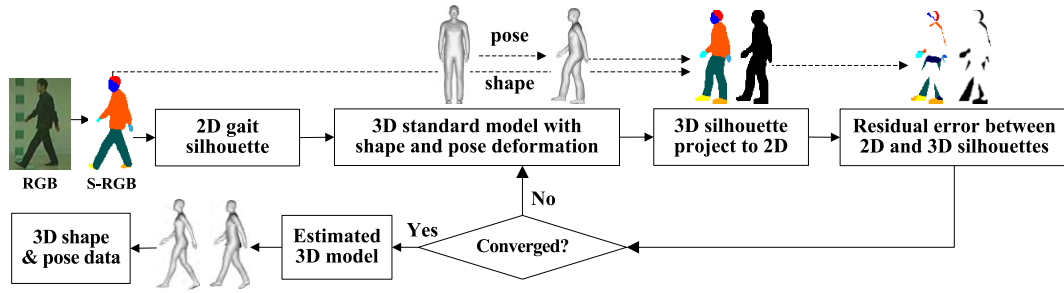 pose
shape
RGB
S-RGB
2D gait
silhouette
3D standard model with
shape and pose deformation
3D silhouette
project to 2D
Residual error between
2D and 3D silhouettes
No
Yes
Converged?
Estimated
3D model
3D shape
& pose data